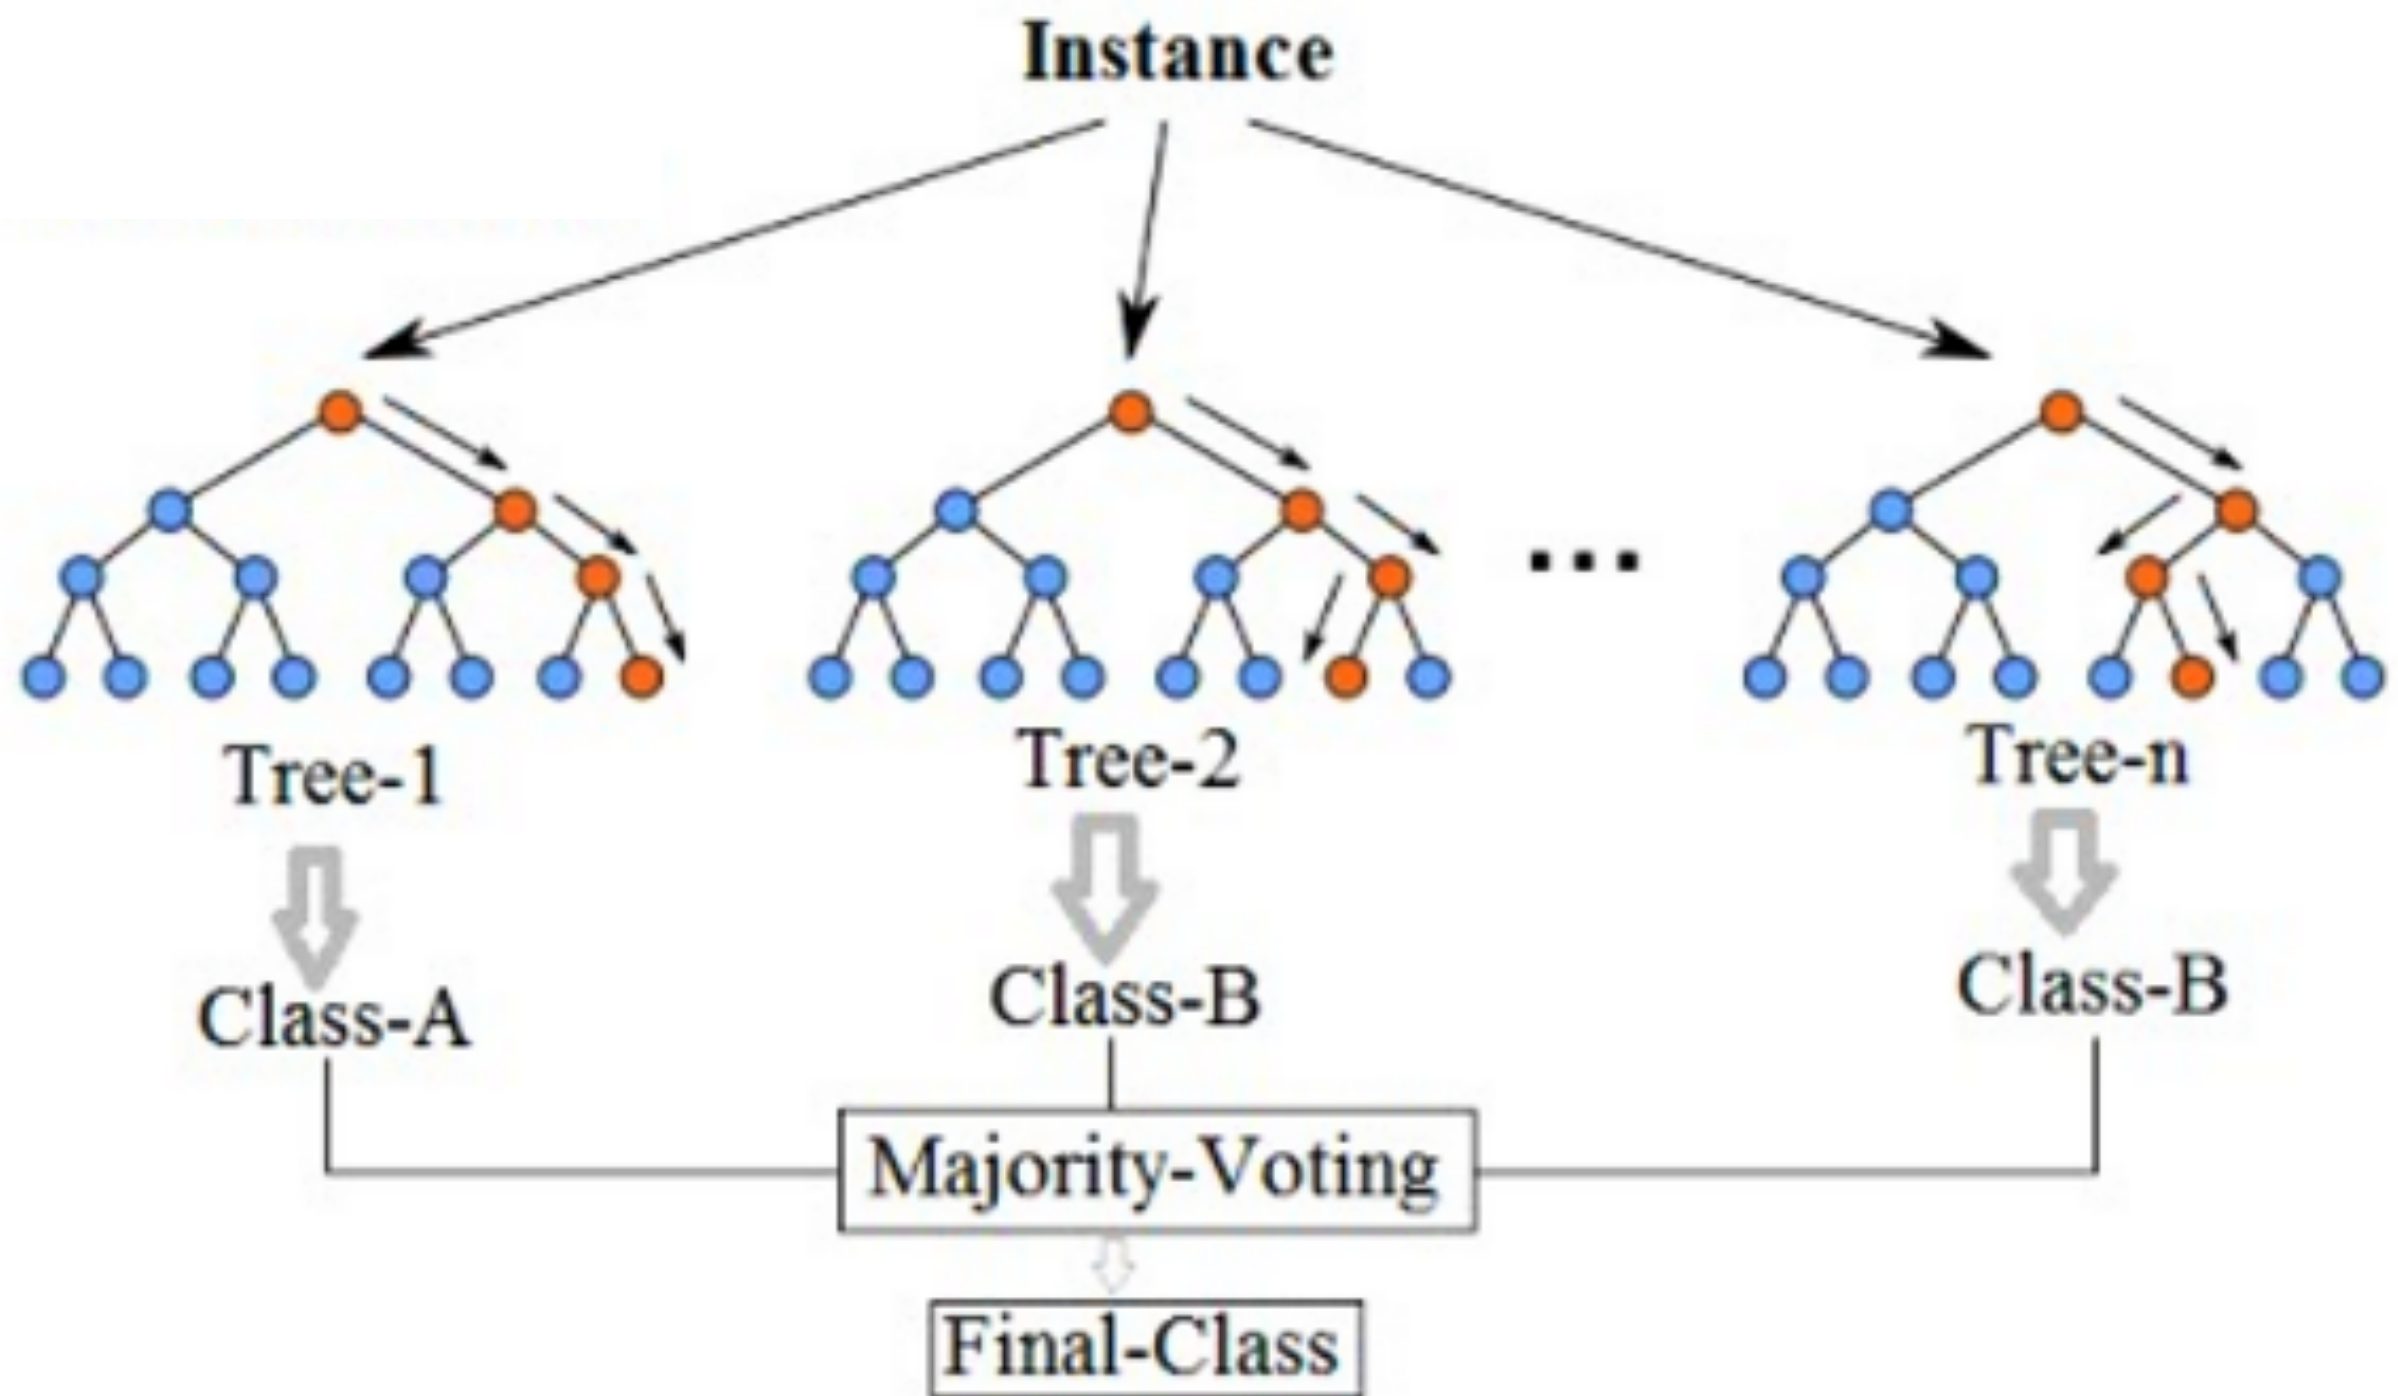 Instance
...
Tree-1
Tree-2
Tree-n
Class-A
Class-B
Class-B
Majority-Voting
Final-Class